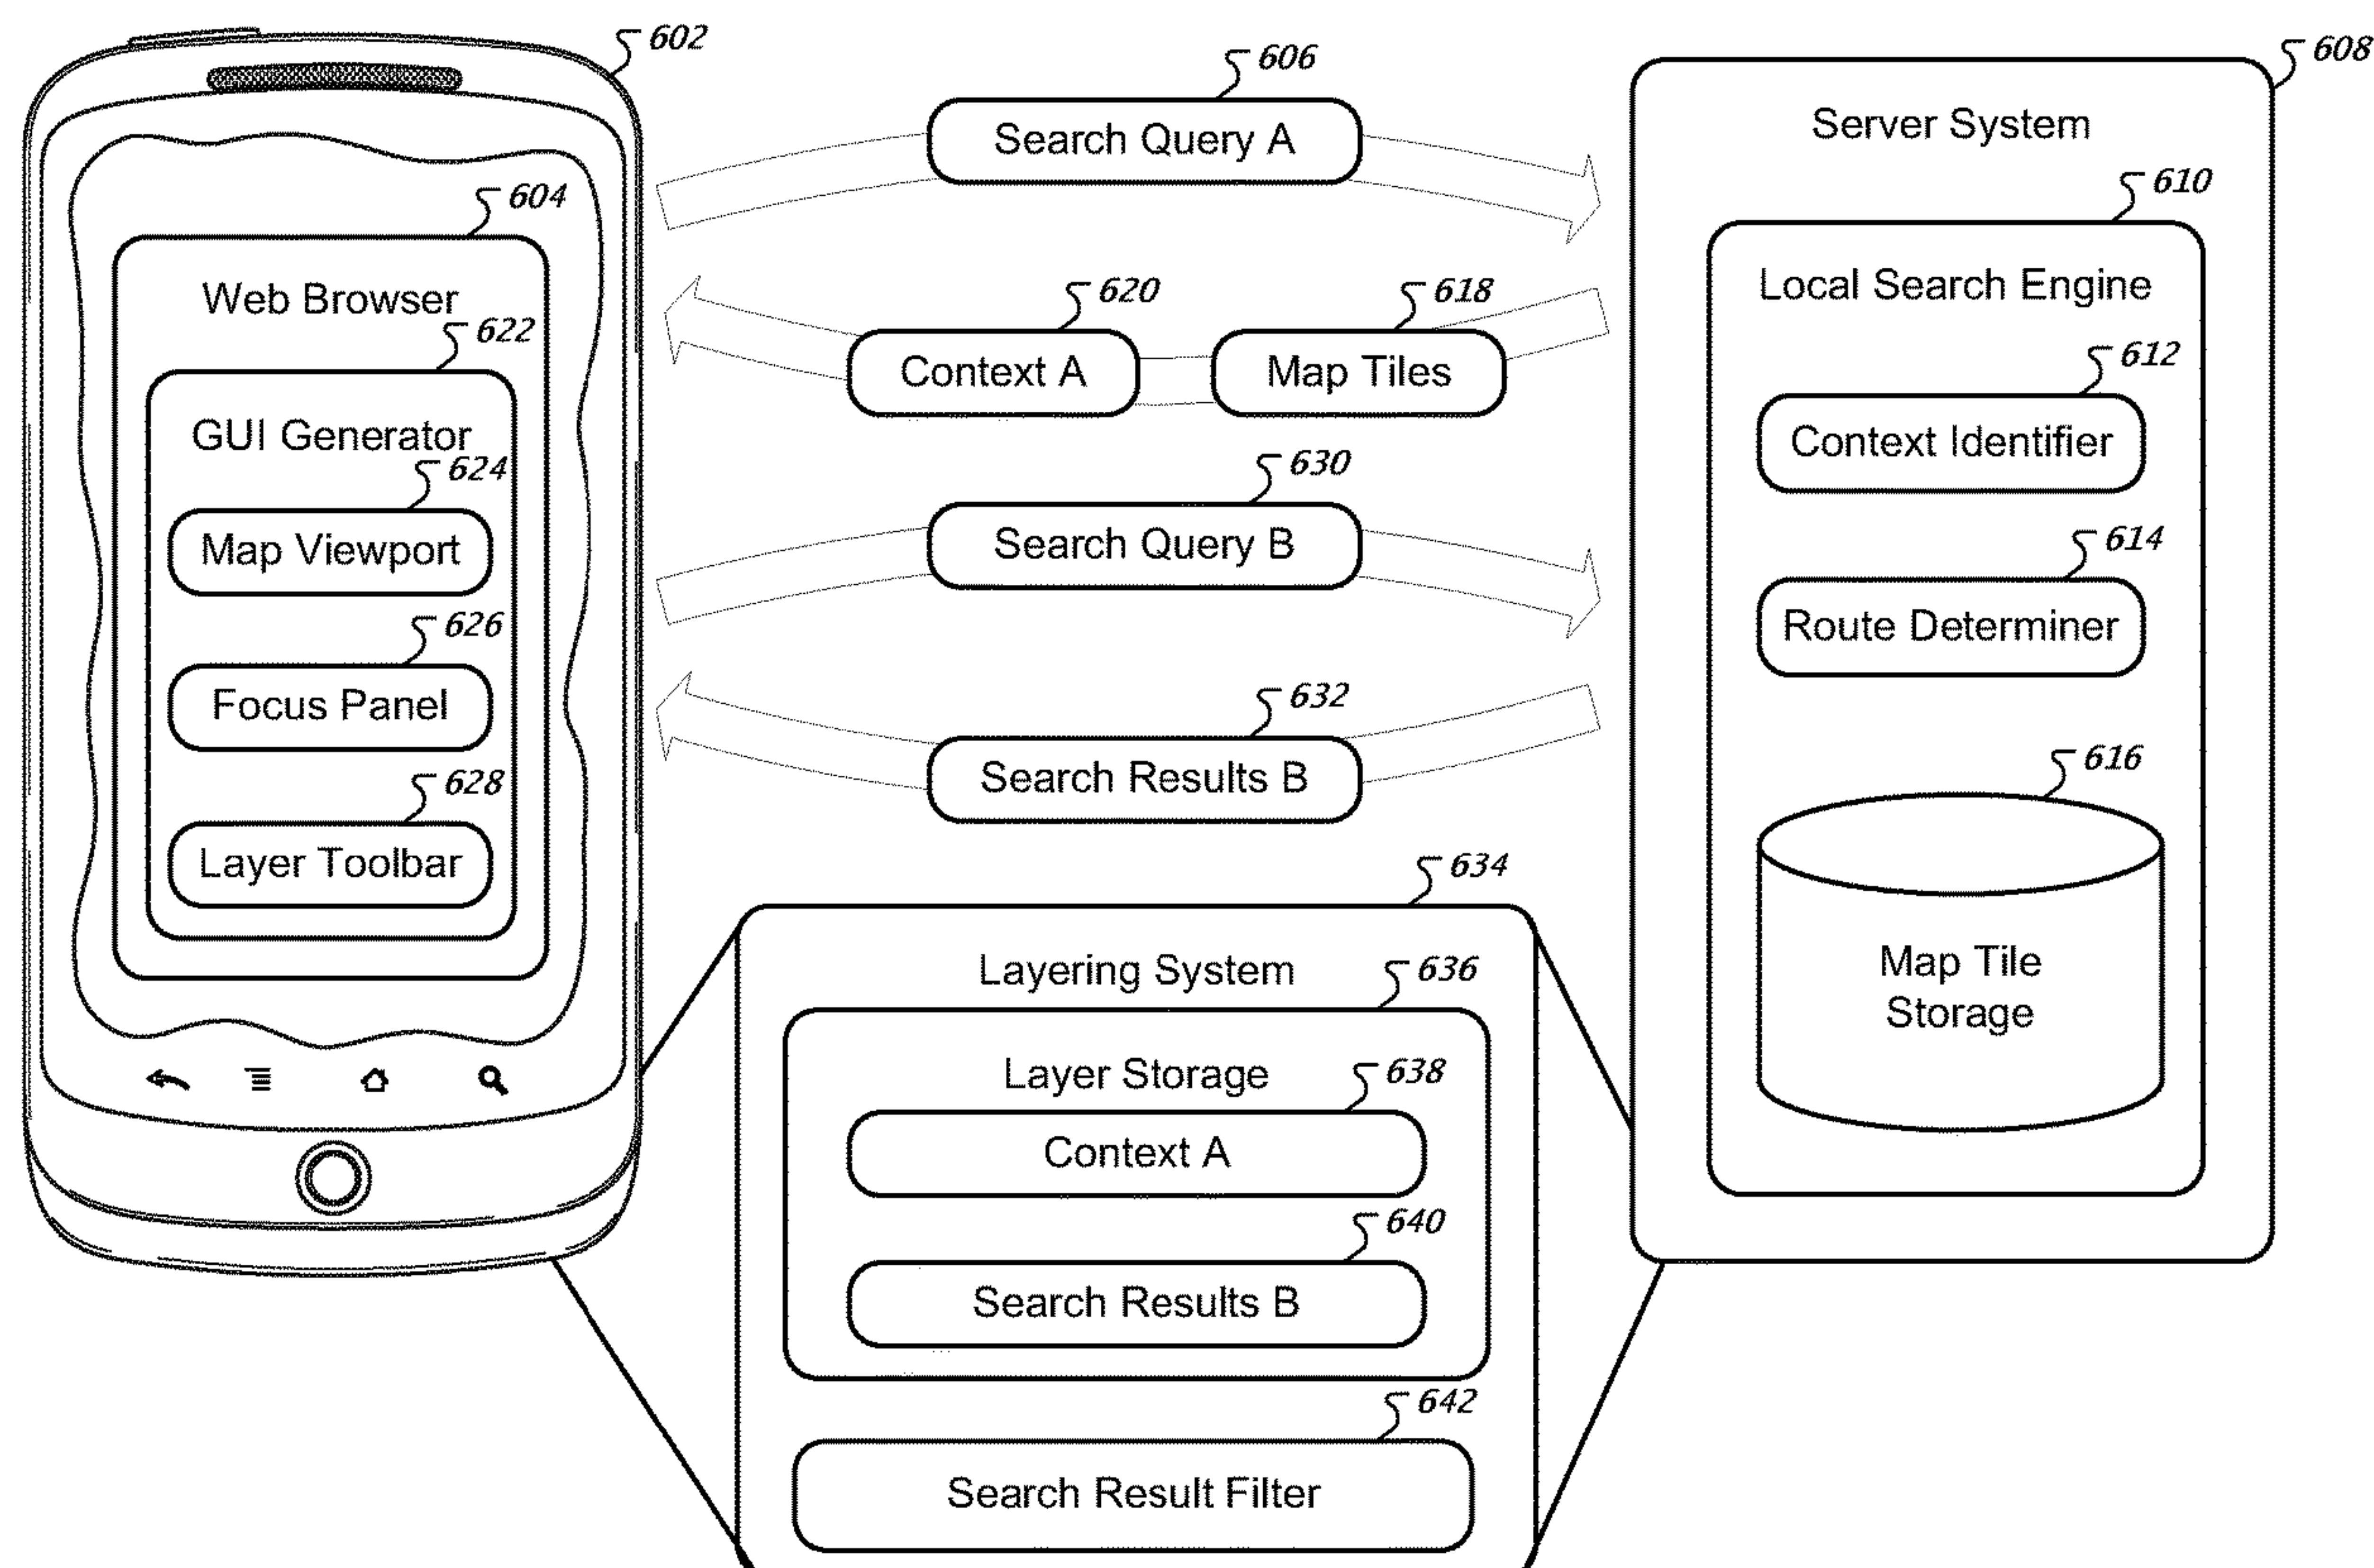 602
604
Web Browser
622
GUI Generator
624
Map Viewport
626
Focus Panel
628
Layer Toolbar
606
Search Query A
620
Context A
618
Map Tiles
630
Search Query B
632
Search Results B
634
Layering System
636
Layer Storage
638
Context A
640
Search Results B
642
Search Result Filter
608
Server System
610
Local Search Engine
612
Context Identifier
614
Route Determiner
616
Map Tile
Storage